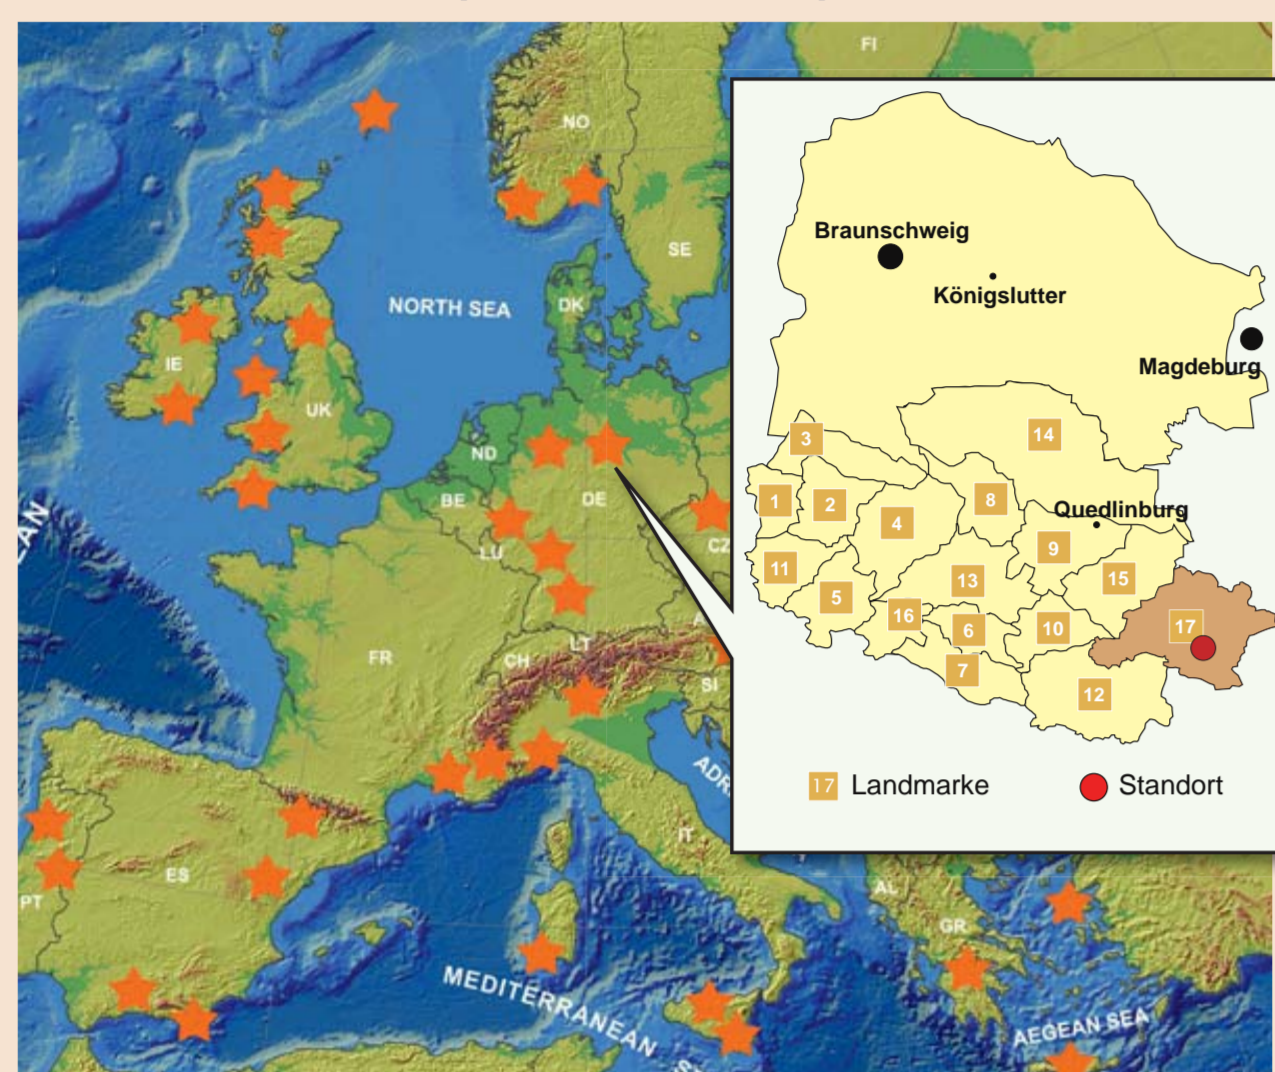 FI
NO
SE
NORTH SEA
DK
IE
UK
ND
BE
DE
LU
CZ
FR
LT
CH
A
SI
ADR
IT
ES
PT
AL
GR
MEDITERRANEAN S
AEGEAN SEA
EAN
Braunschweig
Königslutter
Magdeburg
14
3
1
2
4
8
Quedlinburg
9
11
5
13
15
16
6
10
17
7
12
17 Landmarke
Standort